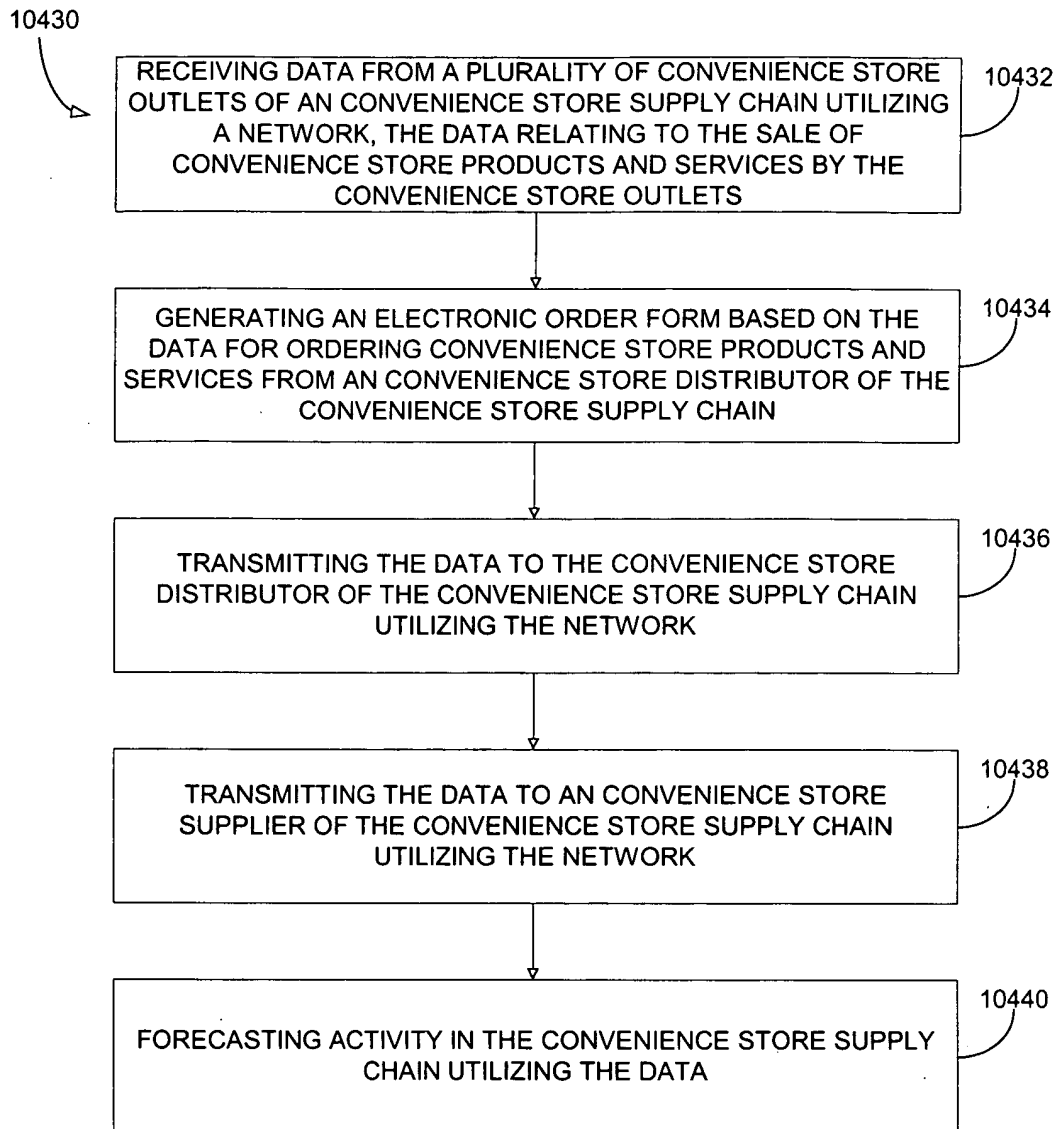 10430
RECEIVING DATA FROM A PLURALITY OF CONVENIENCE STORE
OUTLETS OF AN CONVENIENCE STORE SUPPLY CHAIN UTILIZING
A NETWORK, THE DATA RELATING TO THE SALE OF
CONVENIENCE STORE PRODUCTS AND SERVICES BY THE
CONVENIENCE STORE OUTLETS
10432
GENERATING AN ELECTRONIC ORDER FORM BASED ON THE
DATA FOR ORDERING CONVENIENCE STORE PRODUCTS AND
SERVICES FROM AN CONVENIENCE STORE DISTRIBUTOR OF THE
CONVENIENCE STORE SUPPLY CHAIN
10434
TRANSMITTING THE DATA TO THE CONVENIENCE STORE
DISTRIBUTOR OF THE CONVENIENCE STORE SUPPLY CHAIN
UTILIZING THE NETWORK
10436
TRANSMITTING THE DATA TO AN CONVENIENCE STORE
SUPPLIER OF THE CONVENIENCE STORE SUPPLY CHAIN
UTILIZING THE NETWORK
10438
FORECASTING ACTIVITY IN THE CONVENIENCE STORE SUPPLY
CHAIN UTILIZING THE DATA
10440